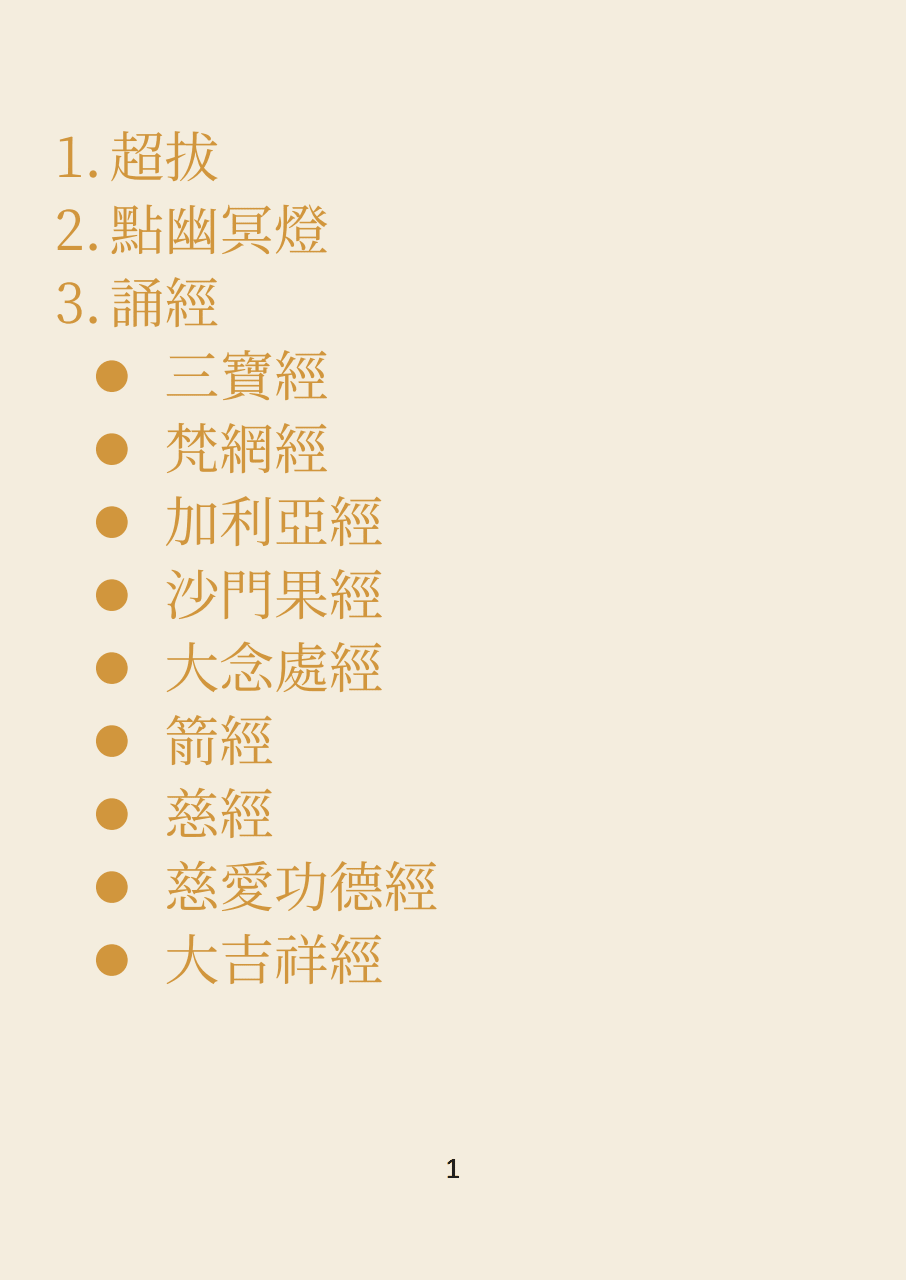 1. 超拔
2. 點幽冥燈
3. 誦經
● 三寶經
● 梵網經
● 加利亞經
● 沙門果經
● 大念處經
● 箭經
● 慈經
● 慈愛功德經
● 大吉祥經
1